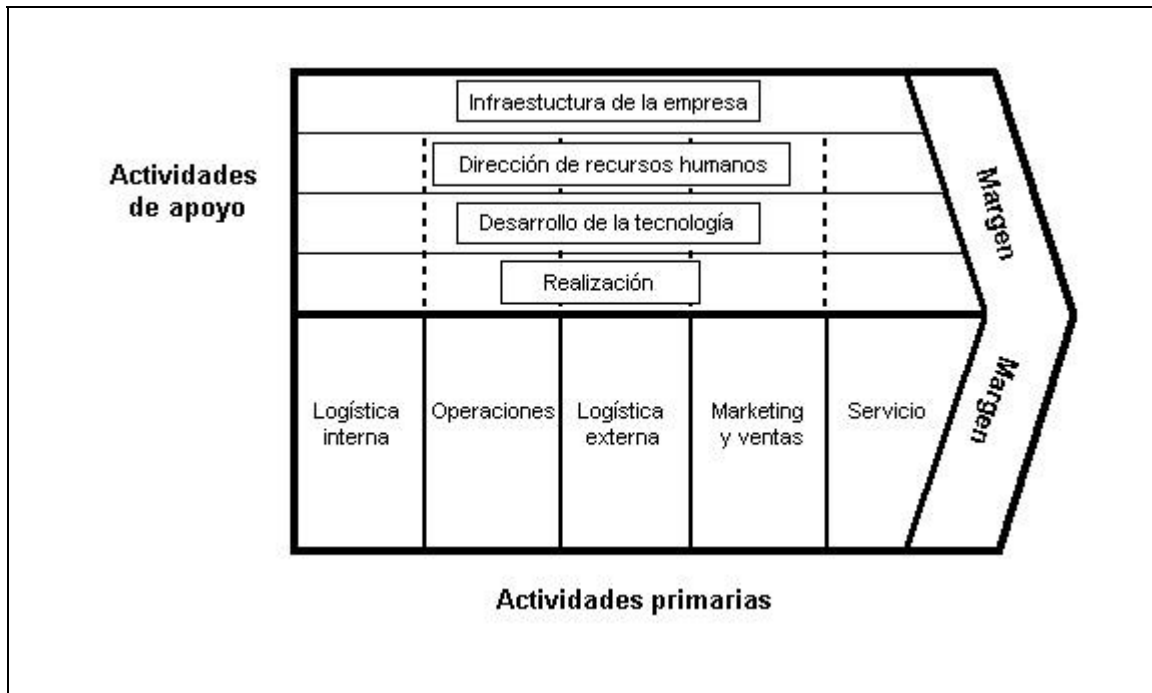 Infraestuctura de la empresa
Actividades
de apoyo
Dirección de recursos humanos
Desarrollo de la tecnología
Realización
Margen
Margen
Logística
interna
Operaciones
Logística
externa
Marketing
y ventas
Servicio
Actividades primarias